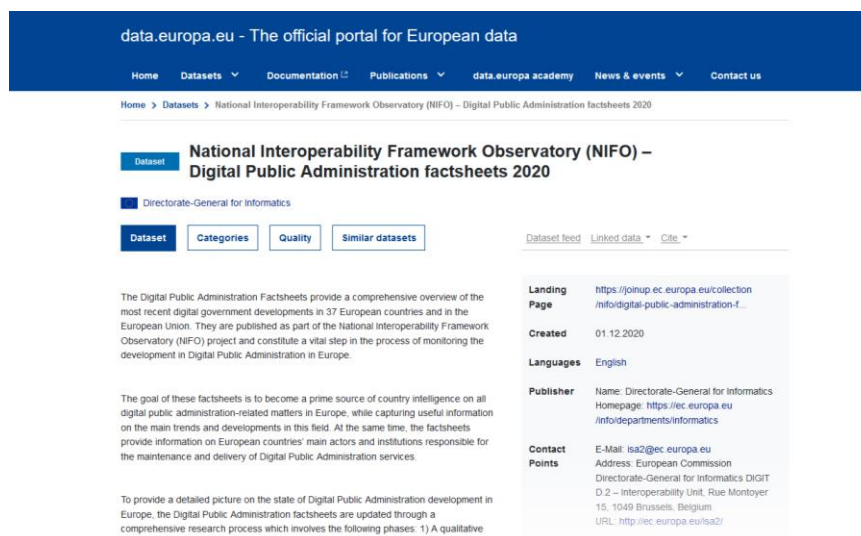 data.europa.eu - The official portal for European data
Home Datasets Documentation Publications data.europa academy News & events Contact us
Home > Datasets > National Interoperability Framework Observatory (NIFO) – Digital Public Administration factsheets 2020
Dataset
National Interoperability Framework Observatory (NIFO) –
Digital Public Administration factsheets 2020
Directorate-General for Informatics
Dataset Categories Quality Similar datasets
Dataset feed Linked data Cite
The Digital Public Administration Factsheets provide a comprehensive overview of the
most recent digital government developments in 37 European countries and in the
European Union. They are published as part of the National Interoperability Framework
Observatory (NIFO) project and constitute a vital step in the process of monitoring the
development in Digital Public Administration in Europe.
The goal of these factsheets is to become a prime source of country intelligence on all
digital public administration-related matters in Europe, while capturing useful information
on the main trends and developments in this field. At the same time, the factsheets
provide information on European countries' main actors and institutions responsible for
the maintenance and delivery of Digital Public Administration services.
To provide a detailed picture on the state of Digital Public Administration development in
Europe, the Digital Public Administration factsheets are updated through a
comprehensive research process which involves the following phases: 1) A qualitative
Landing https://joinup.ec.europa.eu/collection
Page /nifo/digital-public-administration-f...
Created 01.12.2020
Languages English
Publisher Name: Directorate-General for Informatics
Homepage: https://ec.europa.eu
/info/departments/informatics
Contact E-Mail: isa2@ec.europa.eu
Points Address: European Commission
Directorate-General for Informatics DIGIT
D.2 – Interoperability Unit, Rue Montoyer
15, 1049 Brussels, Belgium
URL: http://ec.europa.eu/isa2/